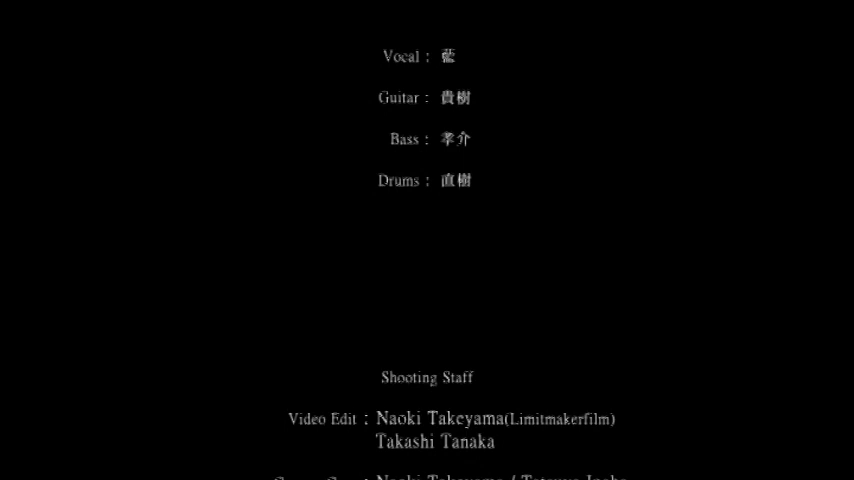 Vocal : 藍
Guitar : 貴樹
Bass : 孝介
Drums : 直樹
Shooting Staff
Video Edit : Naoki Takeyama(Limitmakerfilm)
Takashi Tanaka